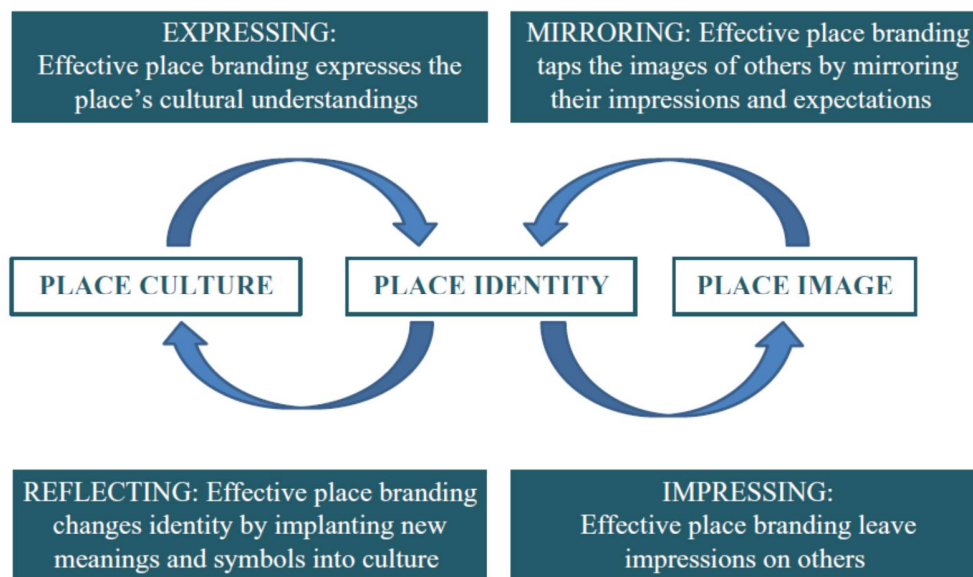 EXPRESSING:
Effective place branding expresses the
place's cultural understandings
MIRRORING: Effective place branding
taps the images of others by mirroring
their impressions and expectations
PLACE CULTURE
PLACE IDENTITY
PLACE IMAGE
REFLECTING: Effective place branding
changes identity by implanting new
meanings and symbols into culture
IMPRESSING:
Effective place branding leave
impressions on others